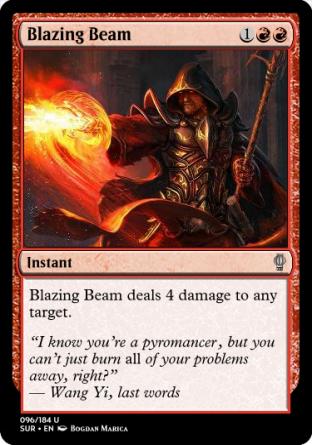 Blazing Beam 1
Instant
Blazing Beam deals 4 damage to any
target.
“I know you're a pyromancer, but you
can't just burn all of your problems
away, right?”
— Wang Yi, last words
096/184 U
SUR • EN Bogdan Marica